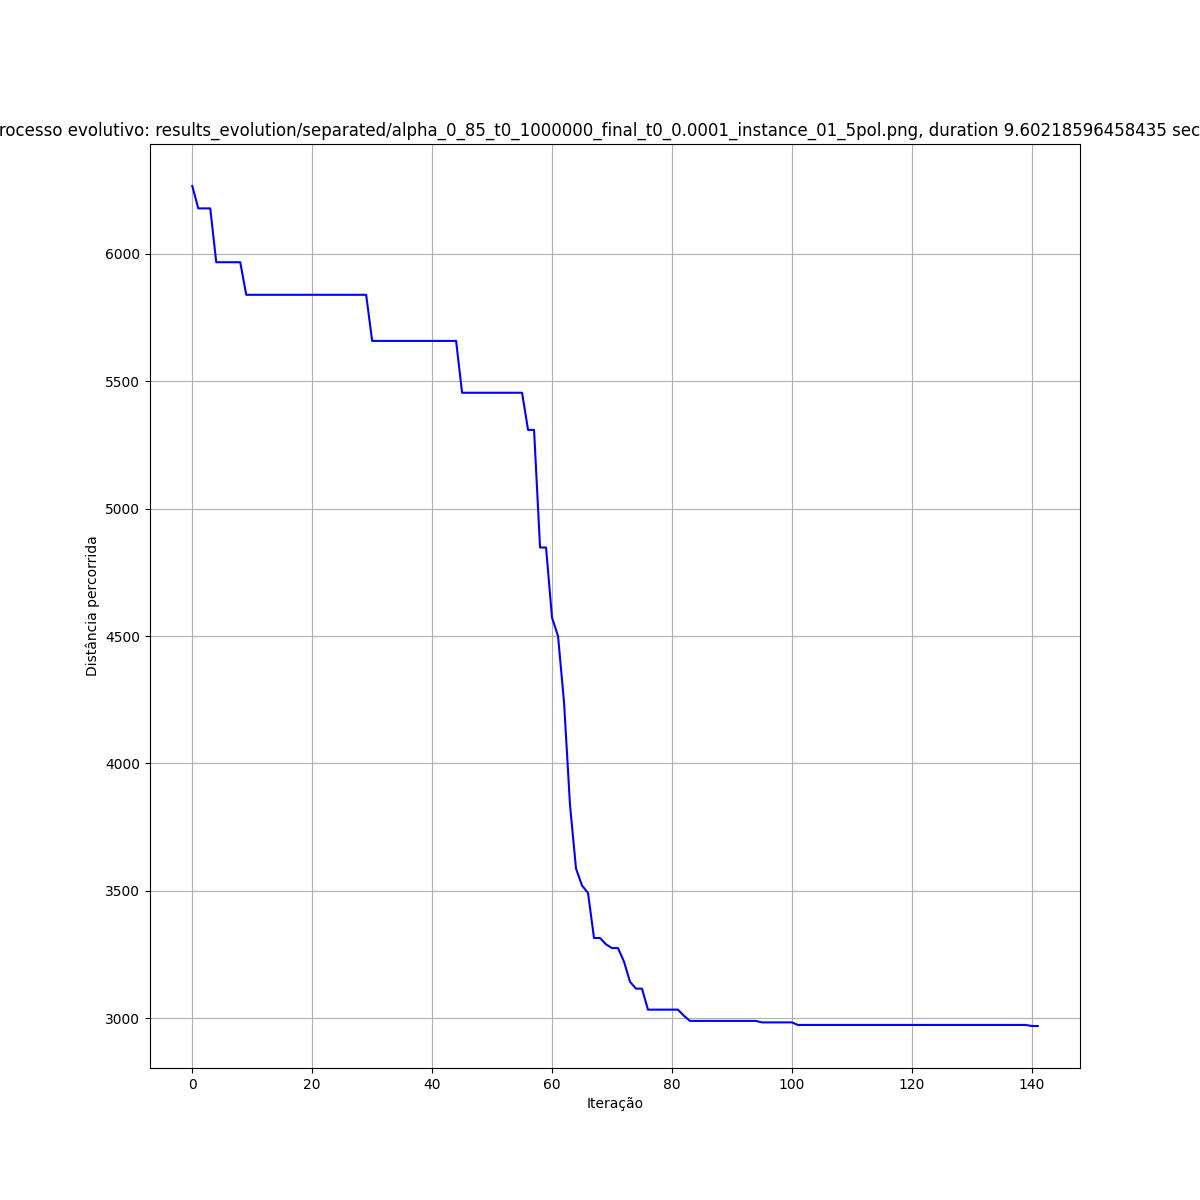 rocesso evolutivo: results_evolution/separated/alpha_0_85_t0_1000000_final_t0_0.0001_instance_01_5pol.png, duration 9.60218596458435 sec
6000
5500
5000
4500
4000
3500
3000
Distância percorrida
0 20 40 60 80 100 120 140
Iteração